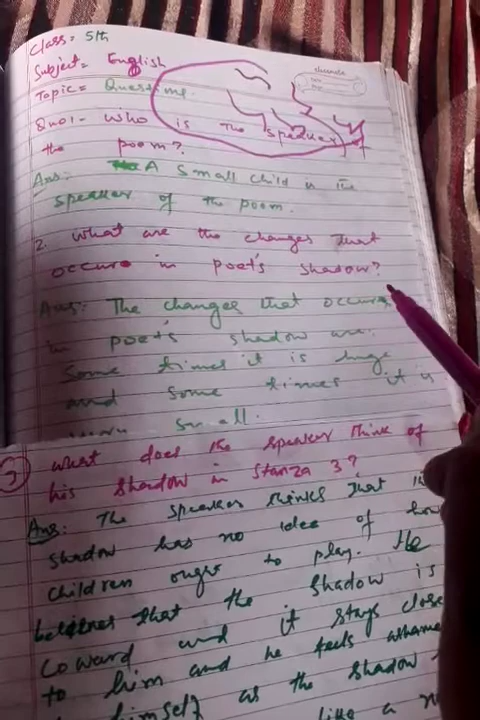 Class = 5th
Subject = English
Topic = Questions.
Qno1- Who is the speaker of
the poem?
Ans: A small child is the
speaker of the poem.
2. What are the changes that
occurs in poet's shadow?
Ans: The changes that occurs
in poet's shadow are:
Some times it is huge
and some times it is
small.
3 What does the speaker think of
his shadow in Stanza 3?
Ans: The speaker thinks that
shadow has no idea of how
children ought to play. He
that the shadow is
coward and it stays close
to him and he feels
himself as the shadow
like a